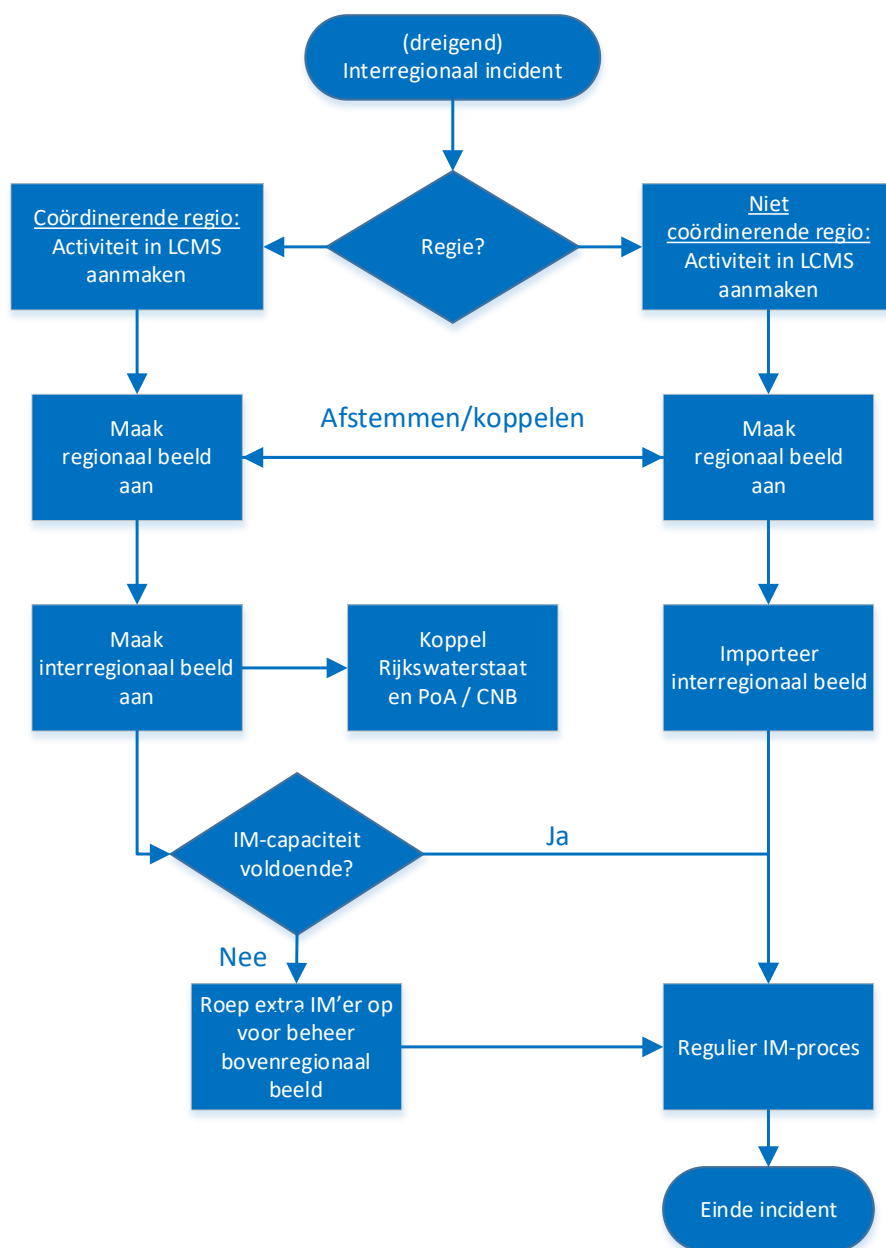 (dreigend)
Interregionaal incident
Coördinerende regio:
Activiteit in LCMS
aanmaken
Regie?
Niet
coördinerende regio:
Activiteit in LCMS
aanmaken
Maak
regionaal beeld
aan
Afstemmen/koppelen
Maak
regionaal beeld
aan
Maak
interregionaal beeld
aan
Koppel
Rijkswaterstaat
en PoA / CNB
Importeer
interregionaal beeld
IM-capaciteit
voldoende?
Ja
Nee
Roep extra IM’er op
voor beheer
bovenregionaal
beeld
Regulier IM-proces
Einde incident